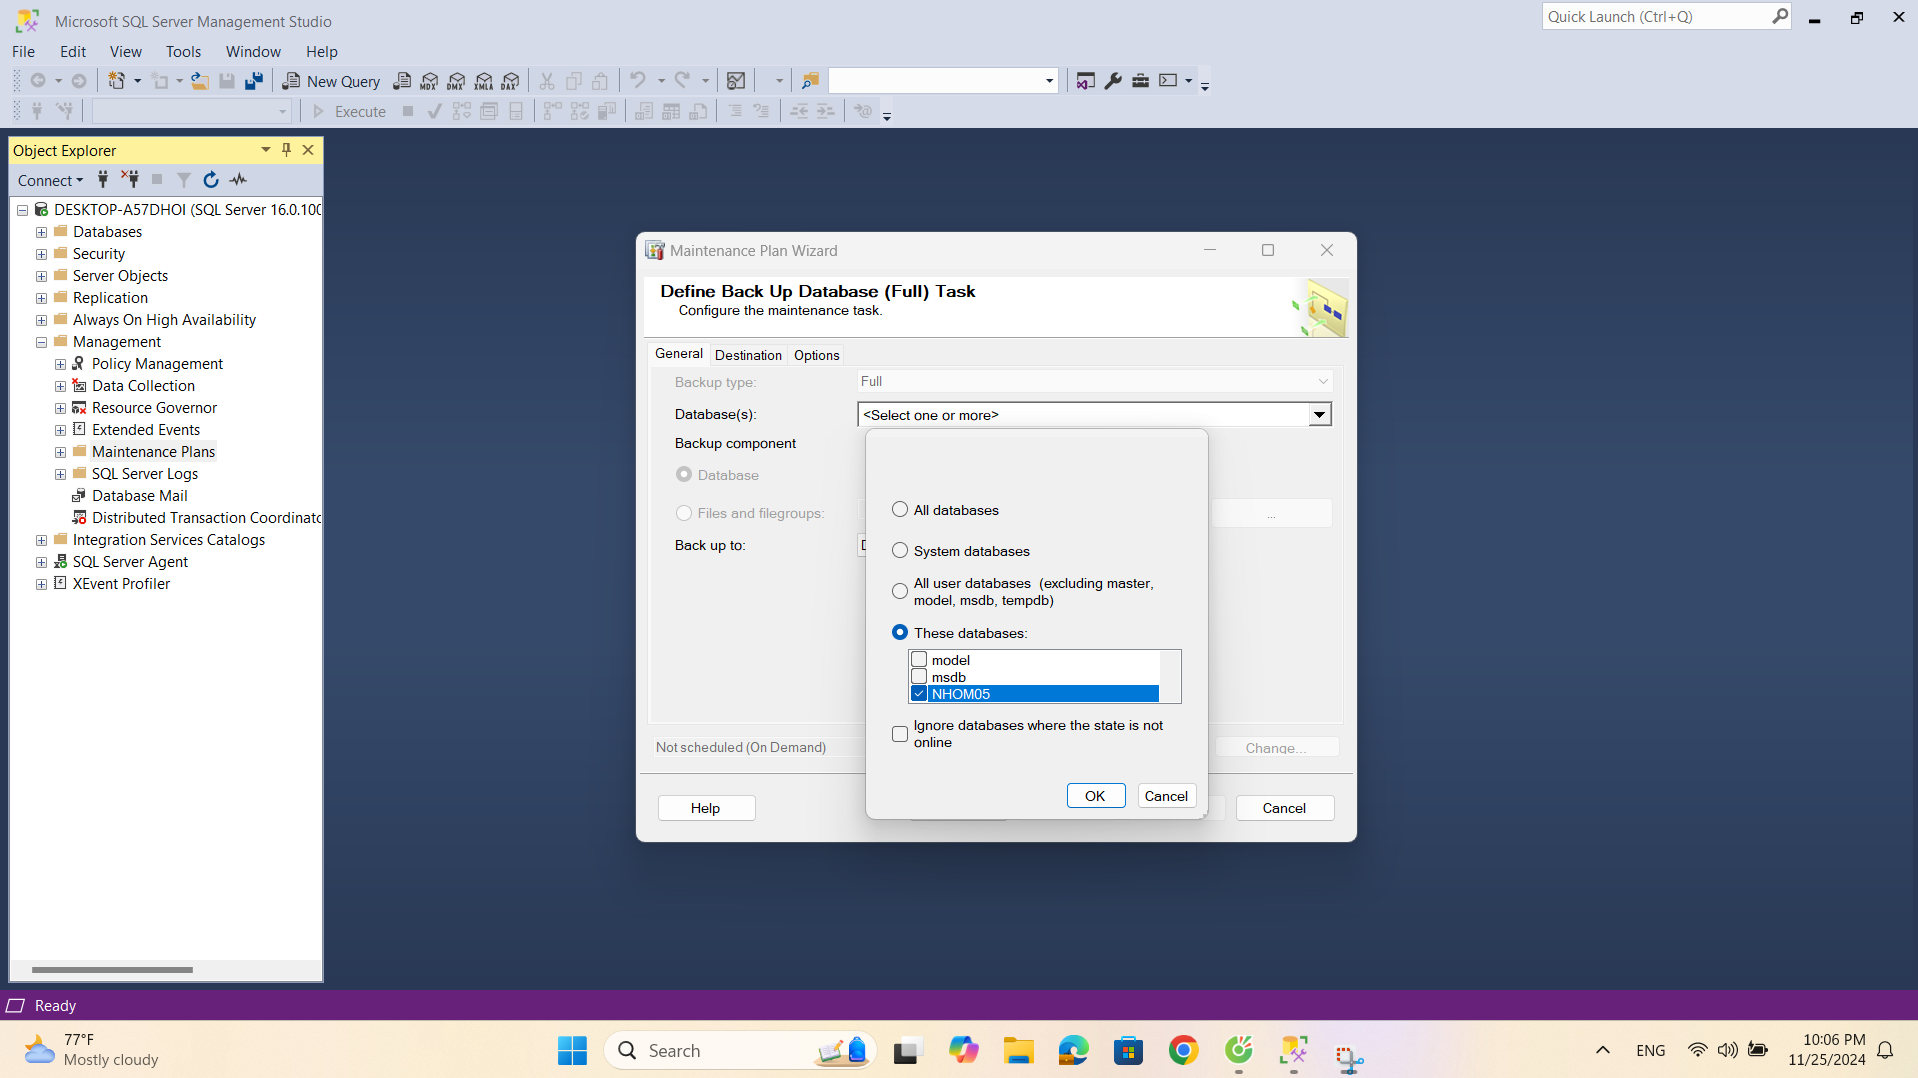 Microsoft SQL Server Management Studio
Quick Launch (Ctrl+Q)
File Edit View Tools Window Help
New Query MDX DMX XMLA DAX
Execute
Object Explorer
Connect
DESKTOP-A57DHOI (SQL Server 16.0.100
Databases
Security
Server Objects
Replication
Always On High Availability
Management
Policy Management
Data Collection
Resource Governor
Extended Events
Maintenance Plans
SQL Server Logs
Database Mail
Distributed Transaction Coordinato
Integration Services Catalogs
SQL Server Agent
XEvent Profiler
Maintenance Plan Wizard
Define Back Up Database (Full) Task
Configure the maintenance task.
General Destination Options
Backup type: Full
Database(s): <Select one or more>
Backup component
Database
Files and filegroups: ...
Back up to:
All databases
System databases
All user databases (excluding master,
model, msdb, tempdb)
These databases:
model
msdb
NHOM05
Ignore databases where the state is not
online
OK Cancel
Not scheduled (On Demand) Change...
Help Cancel
Ready
77°F
Mostly cloudy
Search
ENG
10:06 PM
11/25/2024